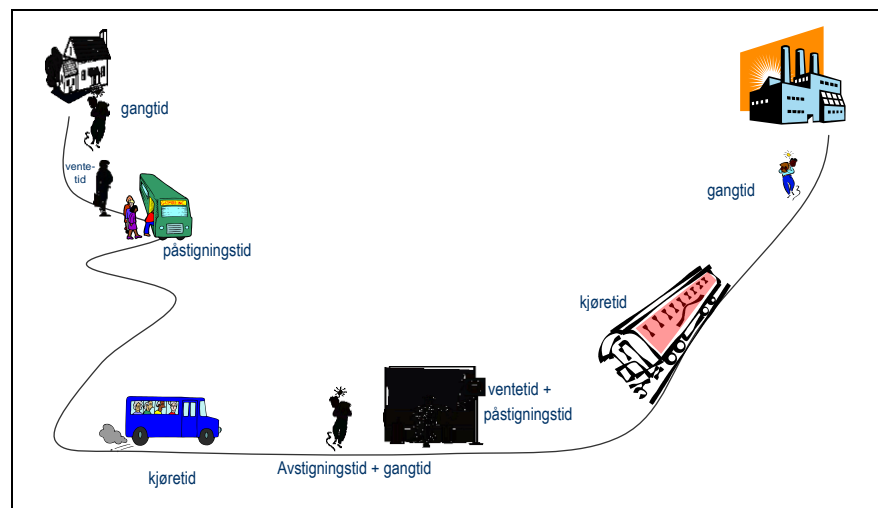 gangtid
vente-
tid
påstigningstid
kjøretid
Avstigningstid + gangtid
ventetid +
påstigningstid
kjøretid
gangtid